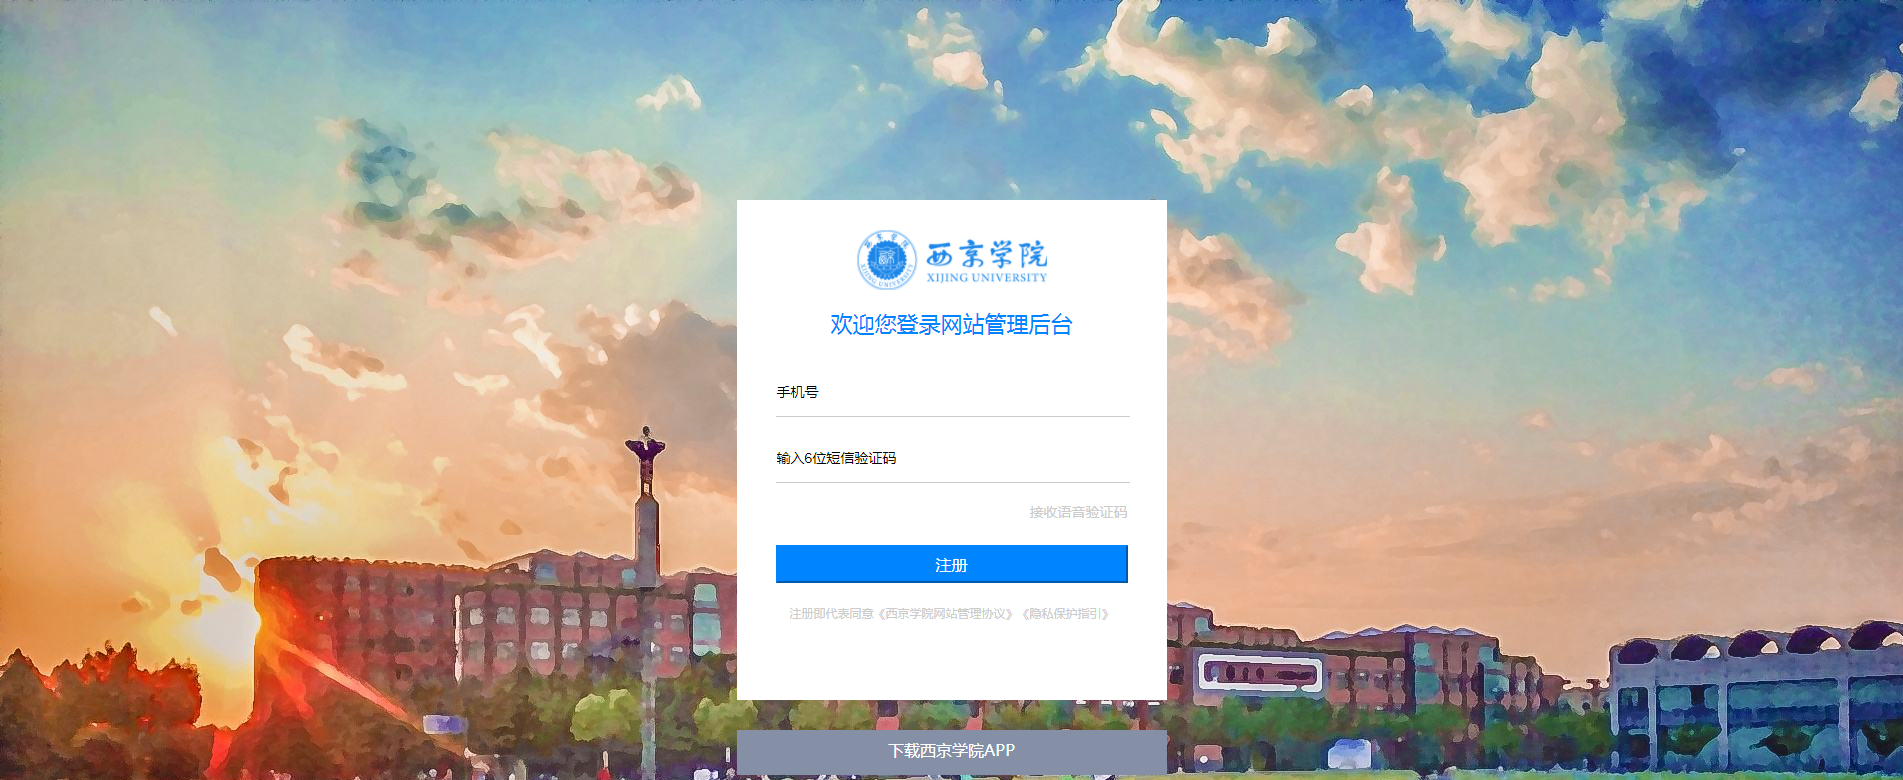 西京学院
XIJING UNIVERSITY
欢迎您登录网站管理后台
手机号
输入6位短信验证码
接收语音验证码
注册
注册即代表同意《西京学院网站管理协议》《隐私保护指引》
下载西京学院APP